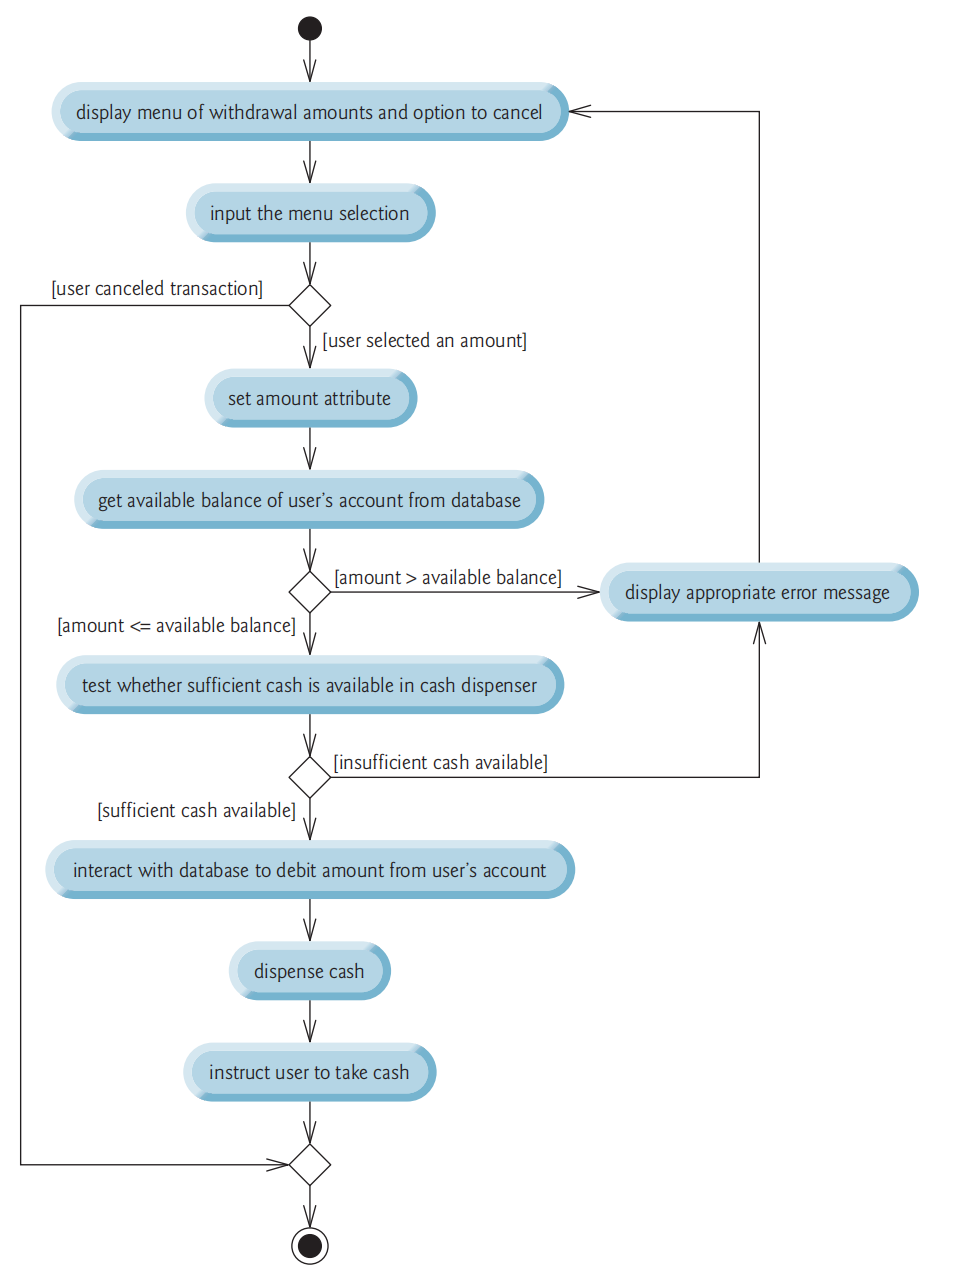 display menu of withdrawal amounts and option to cancel
input the menu selection
[user canceled transaction]
[user selected an amount]
set amount attribute
get available balance of user’s account from database
[amount > available balance]
display appropriate error message
[amount <= available balance]
test whether sufficient cash is available in cash dispenser
[insufficient cash available]
[sufficient cash available]
interact with database to debit amount from user’s account
dispense cash
instruct user to take cash